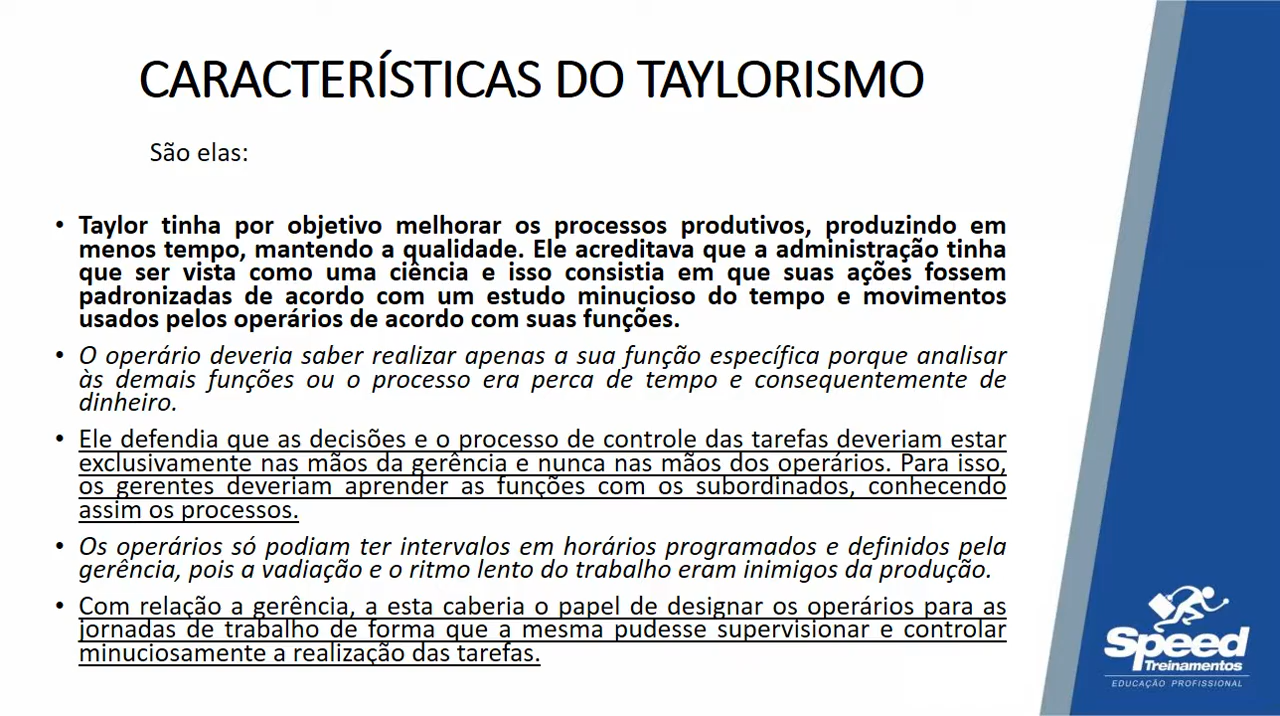 CARACTERÍSTICAS DO TAYLORISMO
São elas:
• Taylor tinha por objetivo melhorar os processos produtivos, produzindo em
menos tempo, mantendo a qualidade. Ele acreditava que a administração tinha
que ser vista como uma ciência e isso consistia em que suas ações fossem
padronizadas de acordo com um estudo minucioso do tempo e movimentos
usados pelos operários de acordo com suas funções.
• O operário deveria saber realizar apenas a sua função específica porque analisar
às demais funções ou o processo era perca de tempo e consequentemente de
dinheiro.
• Ele defendia que as decisões e o processo de controle das tarefas deveriam estar
exclusivamente nas mãos da gerência e nunca nas mãos dos operários. Para isso,
os gerentes deveriam aprender as funções com os subordinados, conhecendo
assim os processos.
• Os operários só podiam ter intervalos em horários programados e definidos pela
gerência, pois a vadiação e o ritmo lento do trabalho eram inimigos da produção.
• Com relação a gerência, a esta caberia o papel de designar os operários para as
jornadas de trabalho de forma que a mesma pudesse supervisionar e controlar
minuciosamente a realização das tarefas.
Speed
Treinamentos
EDUCAÇÃO PROFISSIONAL